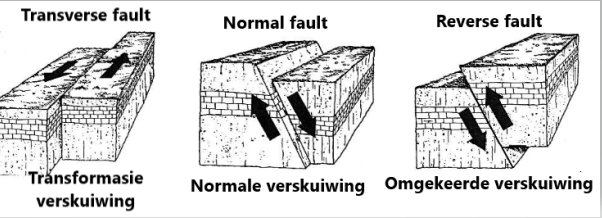 Transverse fault
Normal fault
Reverse fault
Transformasie
verskuiwing
Normale verskuiwing
Omgekeerde verskuiwing